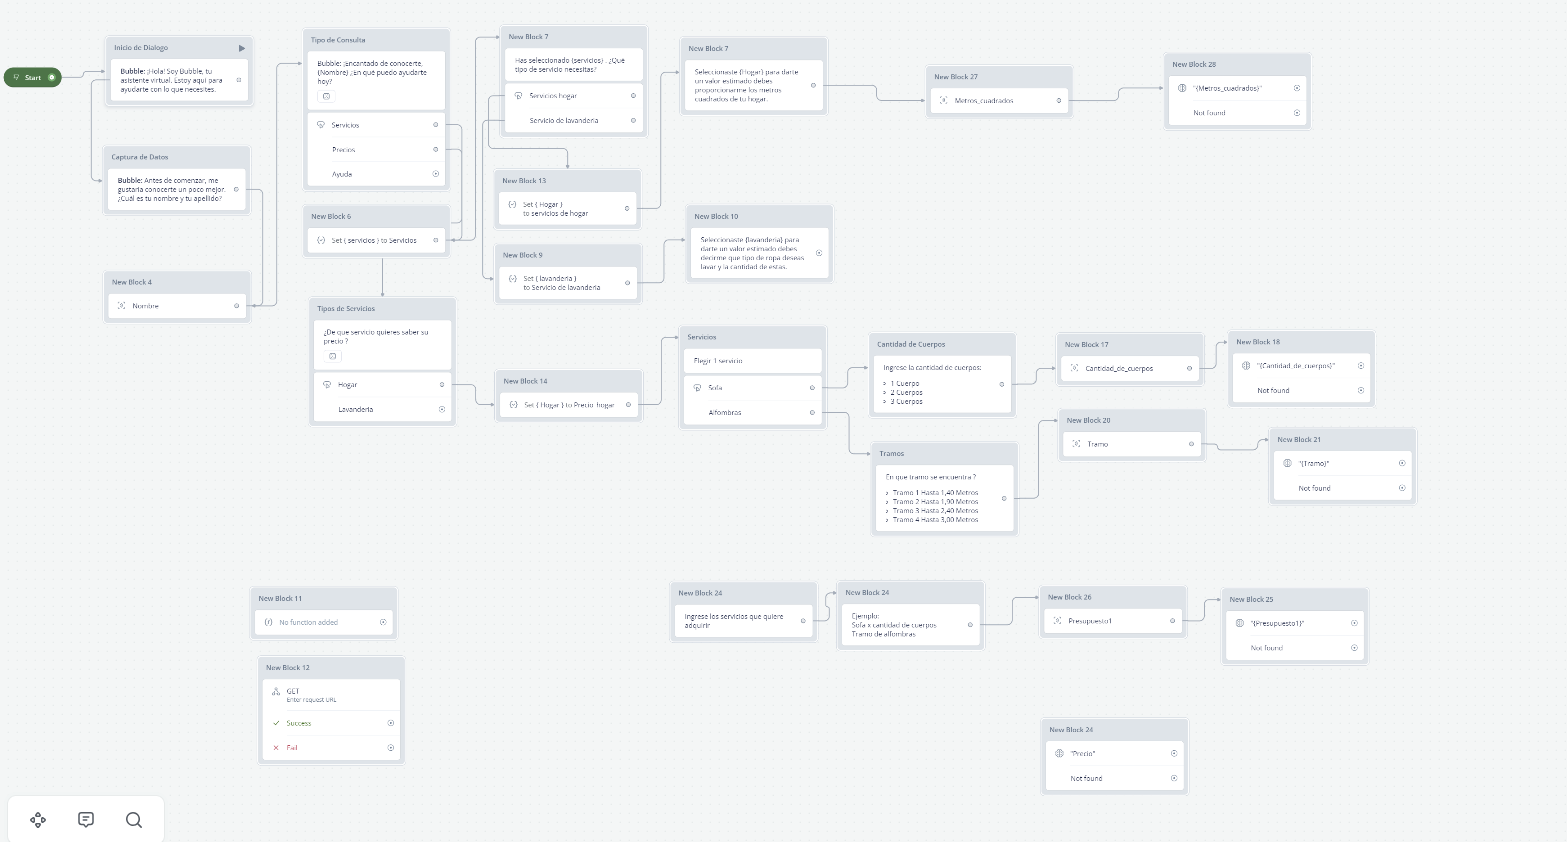 Start
Inicio de Dialogo
Bubble: ¡Hola! Soy Bubble, tu
asistente virtual. Estoy aquí para
ayudarte con lo que necesites.
Captura de Datos
Bubble: Antes de comenzar, me
gustaría conocerte un poco mejor.
¿Cuál es tu nombre y tu apellido?
New Block 4
Nombre
Tipo de Consulta
Bubble: ¡Encantado de conocerte,
{Nombre} ¿En qué puedo ayudarte
hoy?
Servicios
Precios
Ayuda
New Block 6
Set { servicios } to Servicios
Tipos de Servicios
¿De que servicio quieres saber su
precio ?
Hogar
Lavandería
New Block 7
Has seleccionado {servicios} . ¿Qué
tipo de servicio necesitas?
Servicios hogar
Servicio de lavandería
New Block 13
Set { Hogar }
to servicios de hogar
New Block 9
Set { lavandería }
to Servicio de lavandería
New Block 14
Set { Hogar } to Precio hogar
New Block 7
Seleccionaste {Hogar} para darte
un valor estimado debes
proporcionarme los metros
cuadrados de tu hogar.
New Block 10
Seleccionaste {lavandería} para
darte un valor estimado debes
decirme que tipo de ropa deseas
lavar y la cantidad de estas.
New Block 27
Metros_cuadrados
New Block 28
"{Metros_cuadrados}"
Not found
Servicios
Elegir 1 servicio
Sofa
Alfombras
Cantidad de Cuerpos
Ingrese la cantidad de cuerpos:
> 1 Cuerpo
> 2 Cuerpos
> 3 Cuerpos
New Block 17
Cantidad_de_cuerpos
New Block 18
"{Cantidad_de_cuerpos}"
Not found
Tramos
En que tramo se encuentra ?
> Tramo 1 Hasta 1,40 Metros
> Tramo 2 Hasta 1,90 Metros
> Tramo 3 Hasta 2,40 Metros
> Tramo 4 Hasta 3,00 Metros
New Block 20
Tramo
New Block 21
"{Tramo}"
Not found
New Block 11
No function added
New Block 12
GET
Enter request URL
Success
Fail
New Block 24
Ingrese los servicios que quiere
adquirir
New Block 24
Ejemplo:
Sofa x cantidad de cuerpos
Tramo de alfombras
New Block 26
Presupuesto1
New Block 25
"{Presupuesto1}"
Not found
New Block 24
"Precio"
Not found